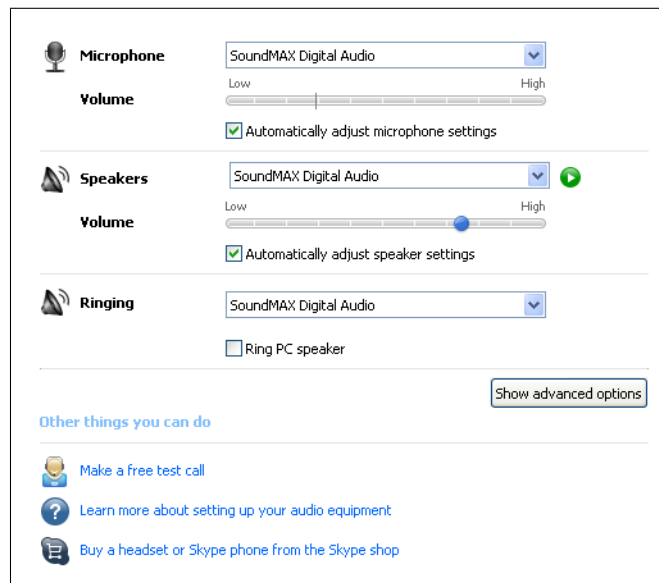 Microphone SoundMAX Digital Audio
Low High
Volume
Automatically adjust microphone settings
Speakers SoundMAX Digital Audio
Low High
Volume
Automatically adjust speaker settings
Ringing SoundMAX Digital Audio
Ring PC speaker
Show advanced options
Other things you can do
Make a free test call
Learn more about setting up your audio equipment
Buy a headset or Skype phone from the Skype shop